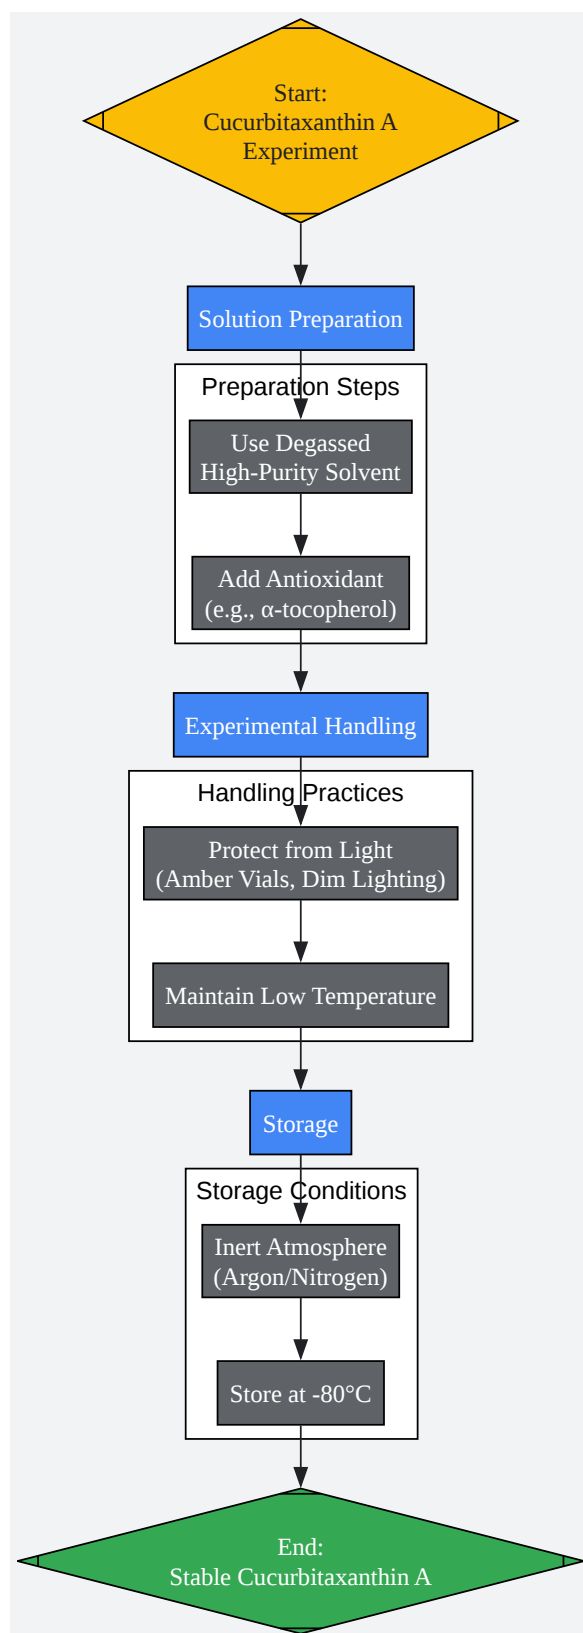 Start:
Cucurbitaxanthin A
Experiment
Solution Preparation
Preparation Steps
Use Degassed
High-Purity Solvent
Add Antioxidant
(e.g., α-tocopherol)
Experimental Handling
Handling Practices
Protect from Light
(Amber Vials, Dim Lighting)
Maintain Low Temperature
Storage
Storage Conditions
Inert Atmosphere
(Argon/Nitrogen)
Store at -80°C
End:
Stable Cucurbitaxanthin A